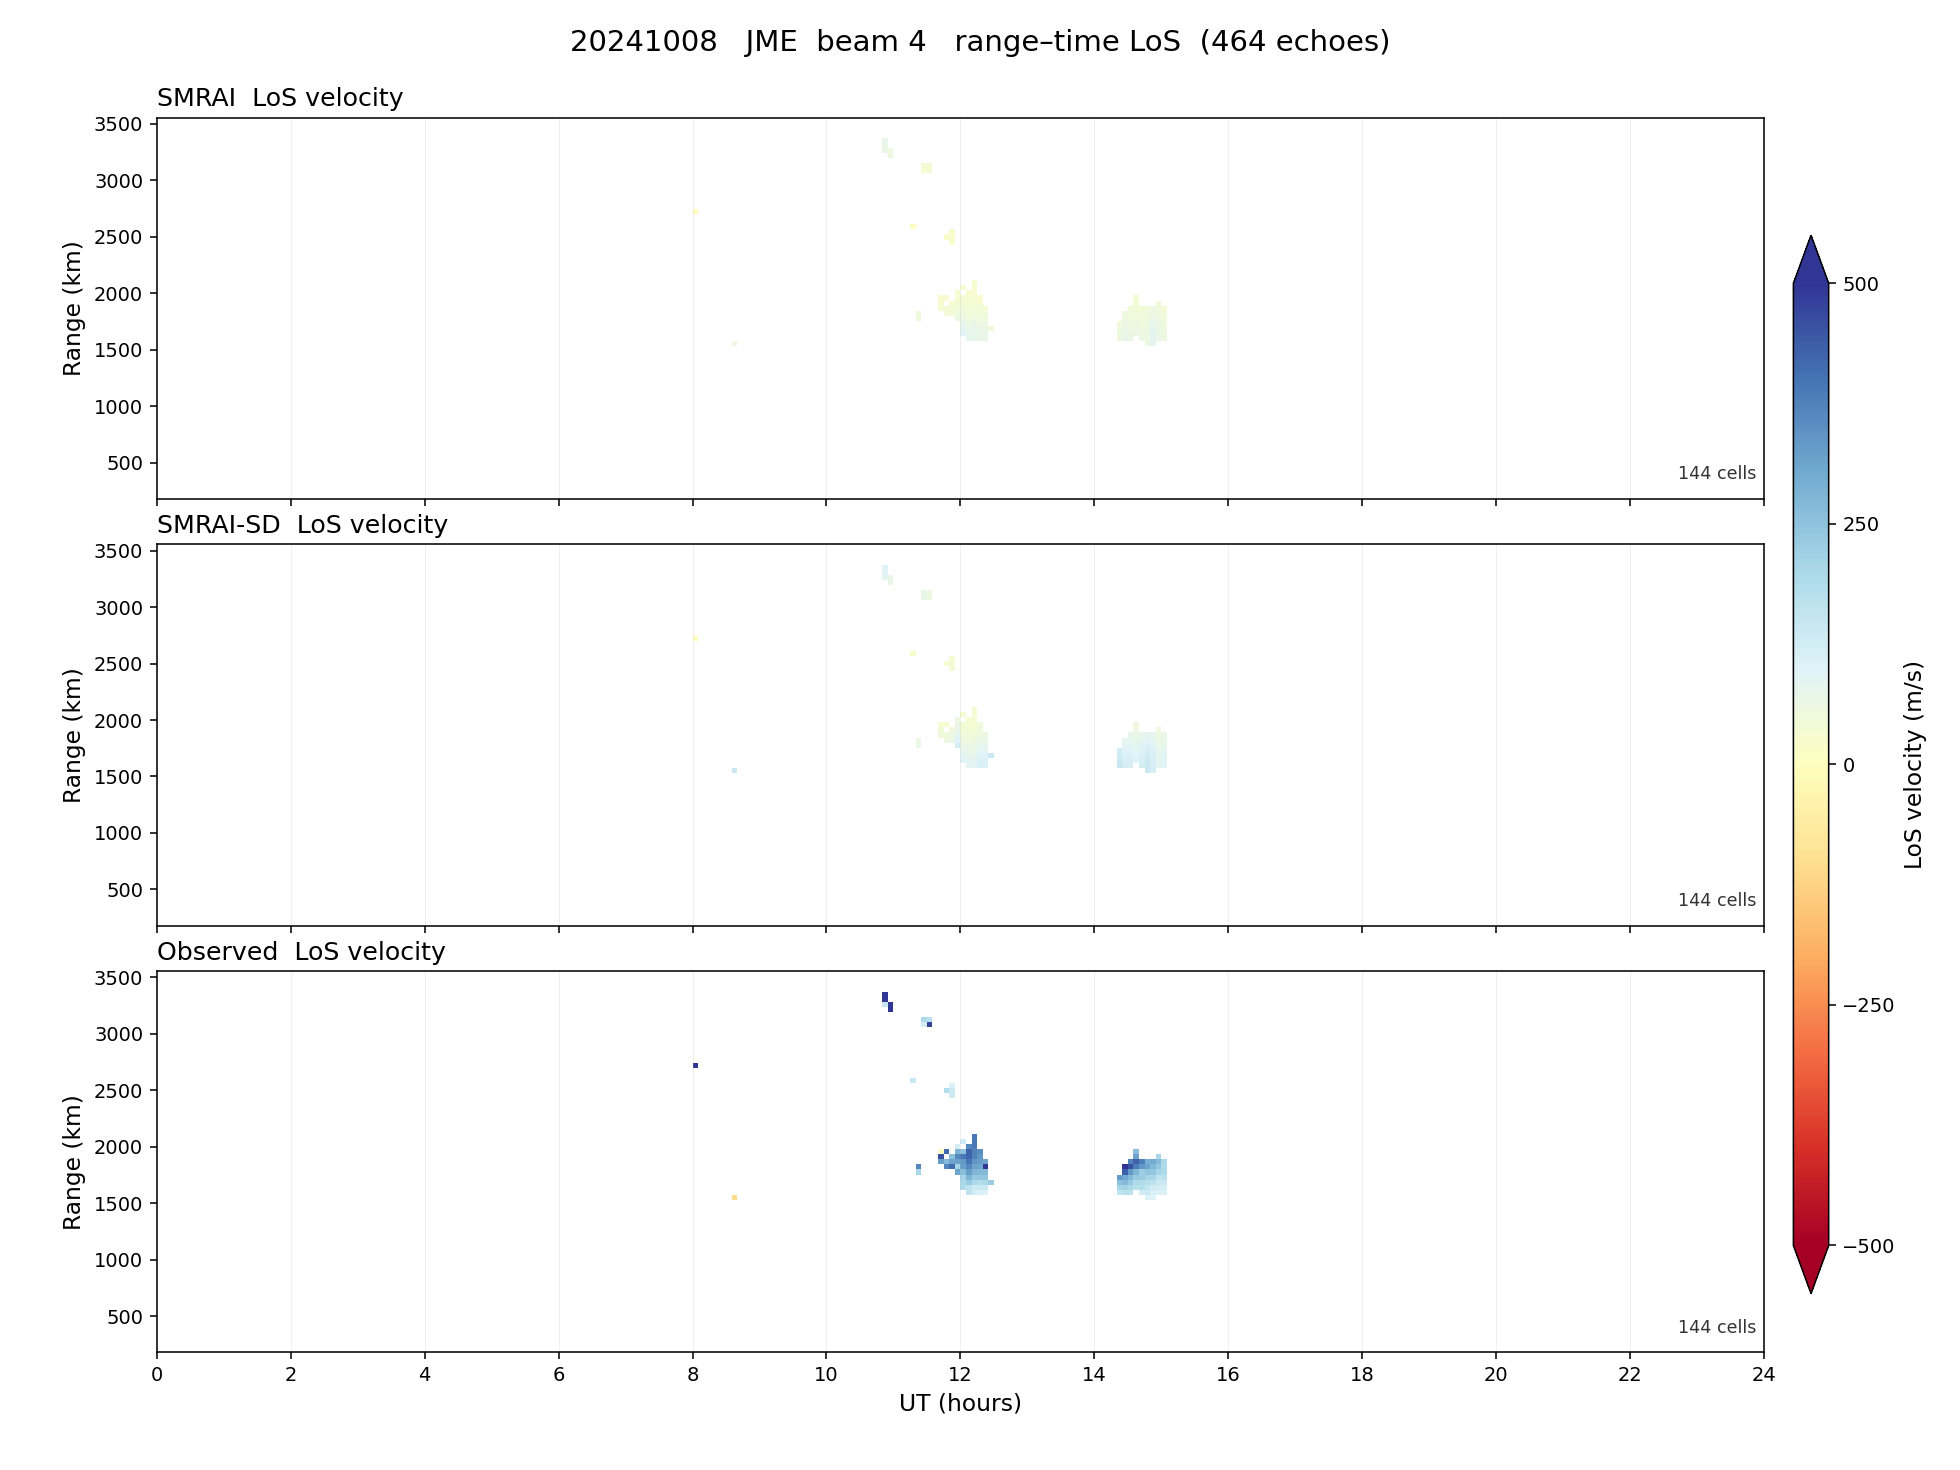 20241008   JME  beam 4   range–time LoS  (464 echoes)
SMRAI  LoS velocity
3500
3000
2500
2000
1500
1000
500
Range (km)
144 cells
SMRAI-SD  LoS velocity
3500
3000
2500
2000
1500
1000
500
Range (km)
144 cells
Observed  LoS velocity
3500
3000
2500
2000
1500
1000
500
Range (km)
144 cells
0 2 4 6 8 10 12 14 16 18 20 22 24
UT (hours)
500
250
0
−250
−500
LoS velocity (m/s)